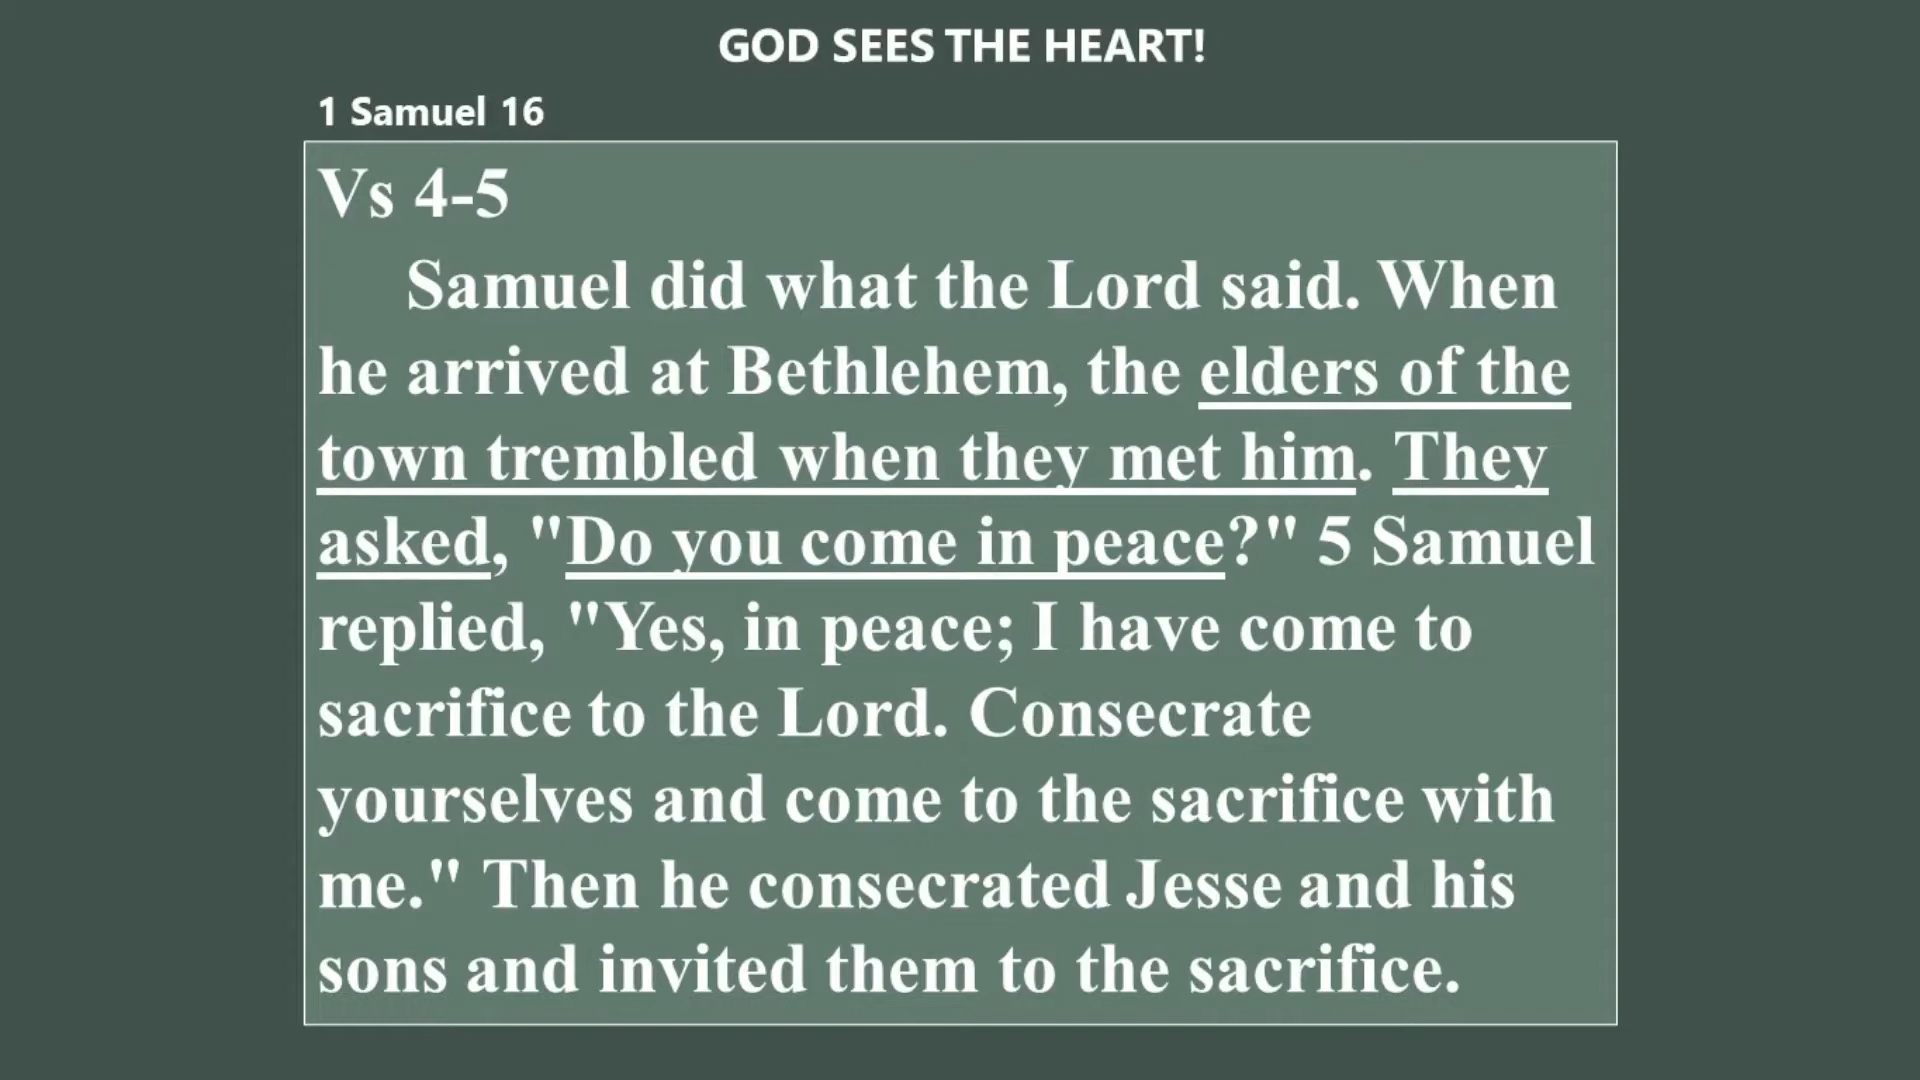 GOD SEES THE HEART!
1 Samuel 16
Vs 4-5
Samuel did what the Lord said. When
he arrived at Bethlehem, the elders of the
town trembled when they met him. They
asked, "Do you come in peace?" 5 Samuel
replied, "Yes, in peace; I have come to
sacrifice to the Lord. Consecrate
yourselves and come to the sacrifice with
me." Then he consecrated Jesse and his
sons and invited them to the sacrifice.